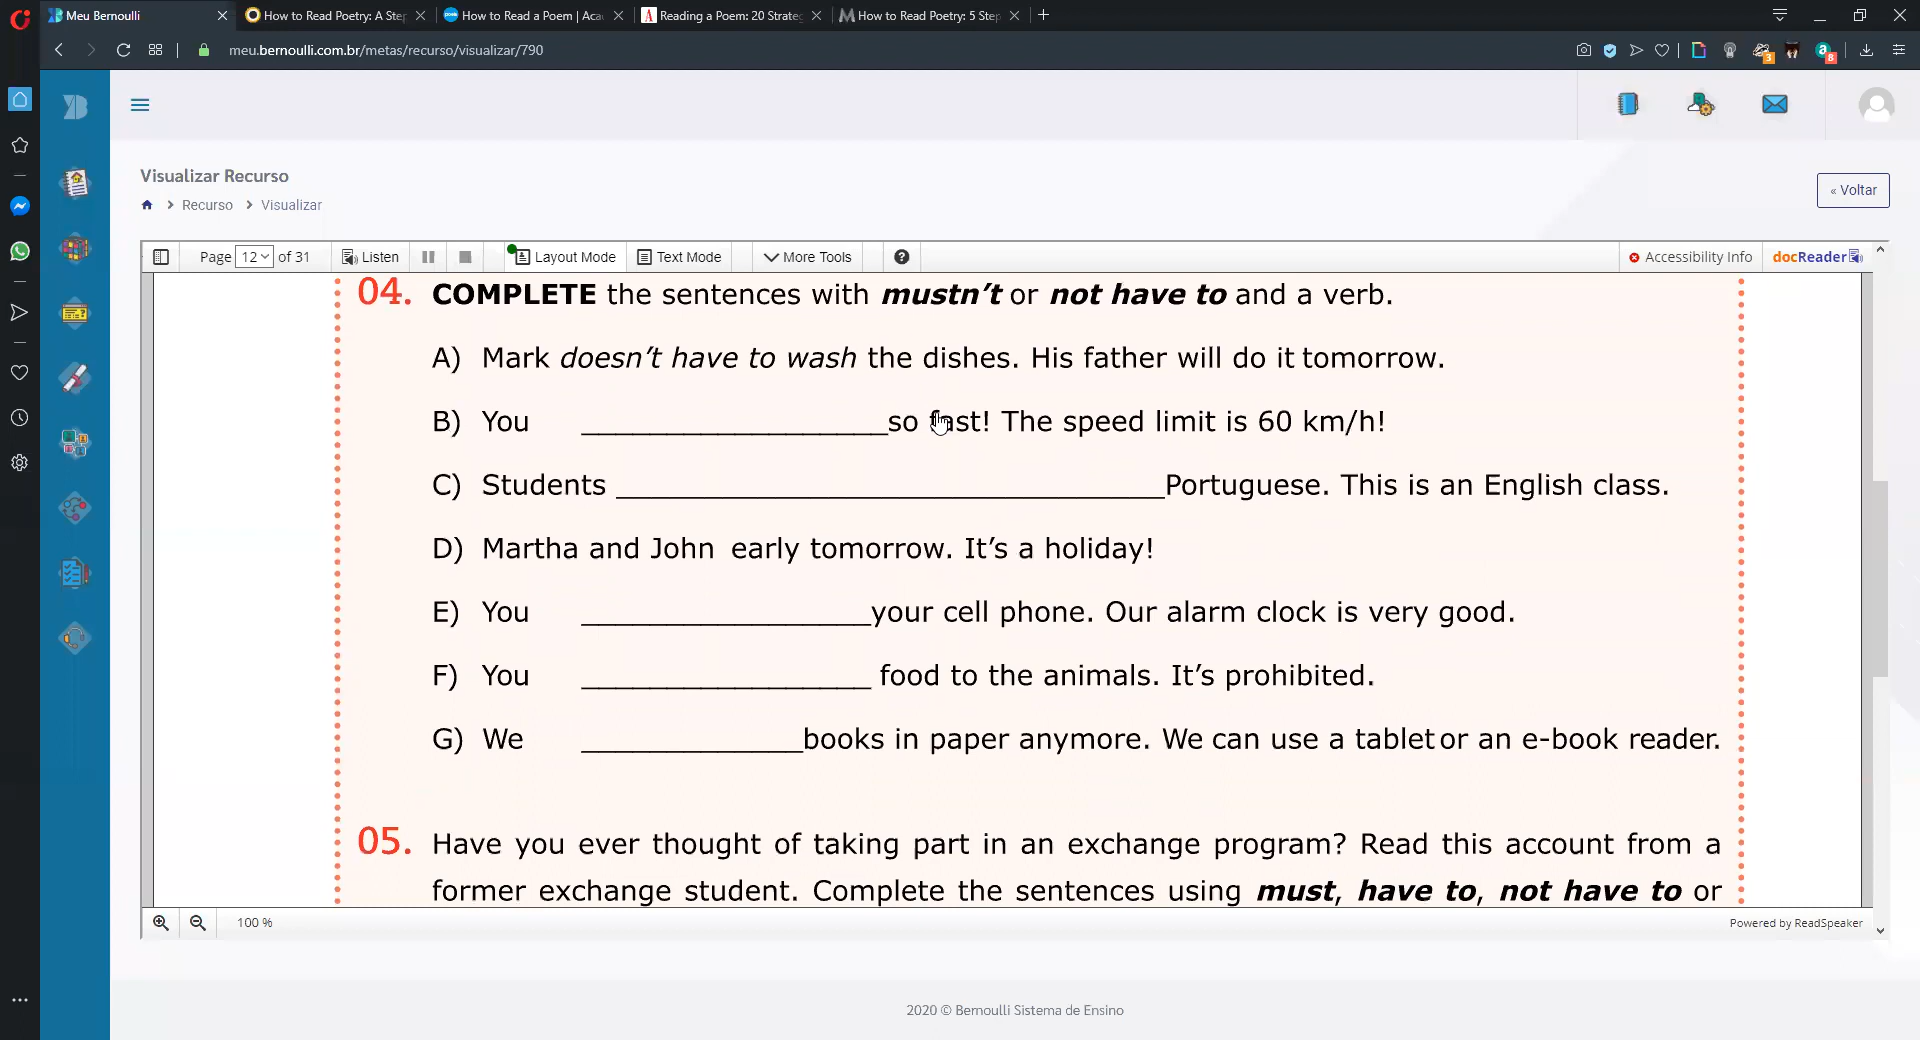 Meu Bernoulli
How to Read Poetry: A Step
How to Read a Poem | Aca
Reading a Poem: 20 Strate
How to Read Poetry: 5 Step
meu.bernoulli.com.br/metas/recurso/visualizar/790
3
8
Visualizar Recurso
Recurso > Visualizar
« Voltar
Page 12 of 31
Listen
Layout Mode
Text Mode
More Tools
Accessibility Info
docReader
04. COMPLETE the sentences with mustn't or not have to and a verb.
A) Mark doesn't have to wash the dishes. His father will do it tomorrow.
B) You __________________so fast! The speed limit is 60 km/h!
C) Students ________________________________Portuguese. This is an English class.
D) Martha and John early tomorrow. It's a holiday!
E) You _________________your cell phone. Our alarm clock is very good.
F) You _________________ food to the animals. It's prohibited.
G) We _____________books in paper anymore. We can use a tablet or an e-book reader.
05. Have you ever thought of taking part in an exchange program? Read this account from a
former exchange student. Complete the sentences using must, have to, not have to or
100 %
Powered by ReadSpeaker
2020 © Bernoulli Sistema de Ensino